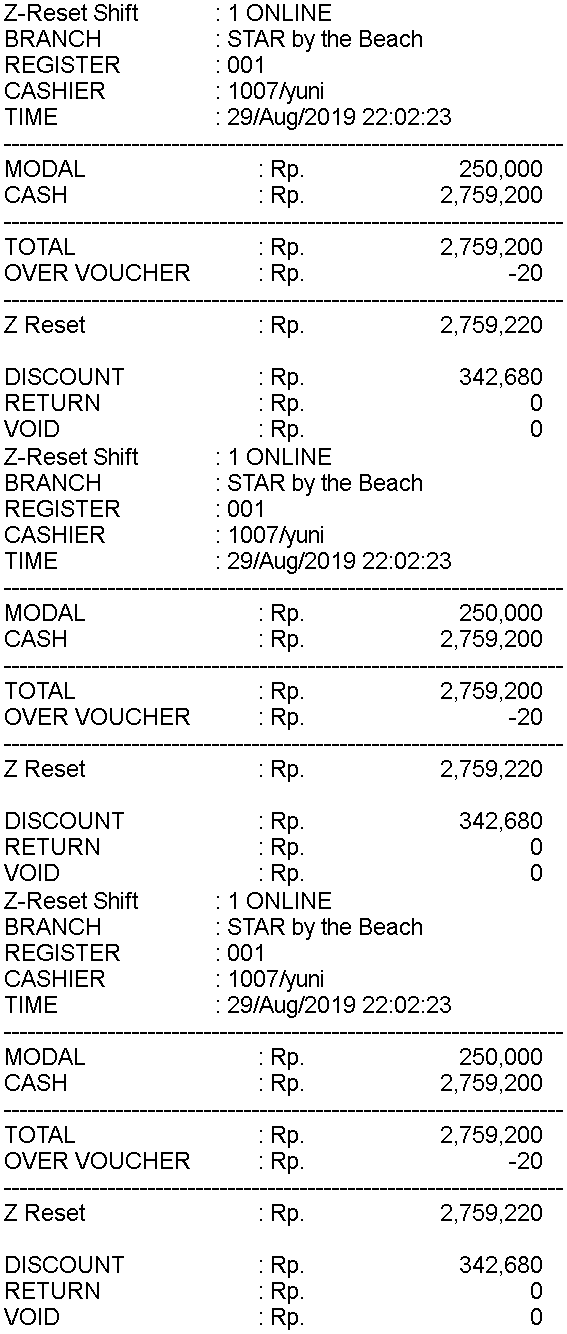 Z-Reset Shift : 1 ONLINE
BRANCH : STAR by the Beach
REGISTER : 001
CASHIER : 1007/yuni
TIME : 29/Aug/2019 22:02:23
--------------------------------------------------------------------------------
MODAL : Rp. 250,000
CASH : Rp. 2,759,200
--------------------------------------------------------------------------------
TOTAL : Rp. 2,759,200
OVER VOUCHER : Rp. -20
--------------------------------------------------------------------------------
Z Reset : Rp. 2,759,220
DISCOUNT : Rp. 342,680
RETURN : Rp. 0
VOID : Rp. 0
Z-Reset Shift : 1 ONLINE
BRANCH : STAR by the Beach
REGISTER : 001
CASHIER : 1007/yuni
TIME : 29/Aug/2019 22:02:23
--------------------------------------------------------------------------------
MODAL : Rp. 250,000
CASH : Rp. 2,759,200
--------------------------------------------------------------------------------
TOTAL : Rp. 2,759,200
OVER VOUCHER : Rp. -20
--------------------------------------------------------------------------------
Z Reset : Rp. 2,759,220
DISCOUNT : Rp. 342,680
RETURN : Rp. 0
VOID : Rp. 0
Z-Reset Shift : 1 ONLINE
BRANCH : STAR by the Beach
REGISTER : 001
CASHIER : 1007/yuni
TIME : 29/Aug/2019 22:02:23
--------------------------------------------------------------------------------
MODAL : Rp. 250,000
CASH : Rp. 2,759,200
--------------------------------------------------------------------------------
TOTAL : Rp. 2,759,200
OVER VOUCHER : Rp. -20
--------------------------------------------------------------------------------
Z Reset : Rp. 2,759,220
DISCOUNT : Rp. 342,680
RETURN : Rp. 0
VOID : Rp. 0